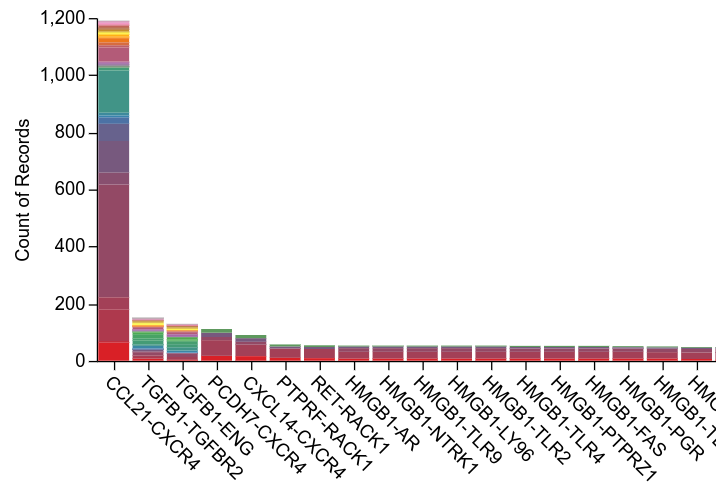 1,200
1,000
800
600
400
200
0
Count of Records
CCL21-CXCR4
TGFB1-TGFBR2
TGFB1-ENG
PCDH7-CXCR4
CXCL14-CXCR4
PTPRF-RACK1
RET-RACK1
HMGB1-AR
HMGB1-NTRK1
HMGB1-TLR9
HMGB1-LY96
HMGB1-TLR2
HMGB1-TLR4
HMGB1-PTPRZ1
HMGB1-FAS
HMGB1-PGR